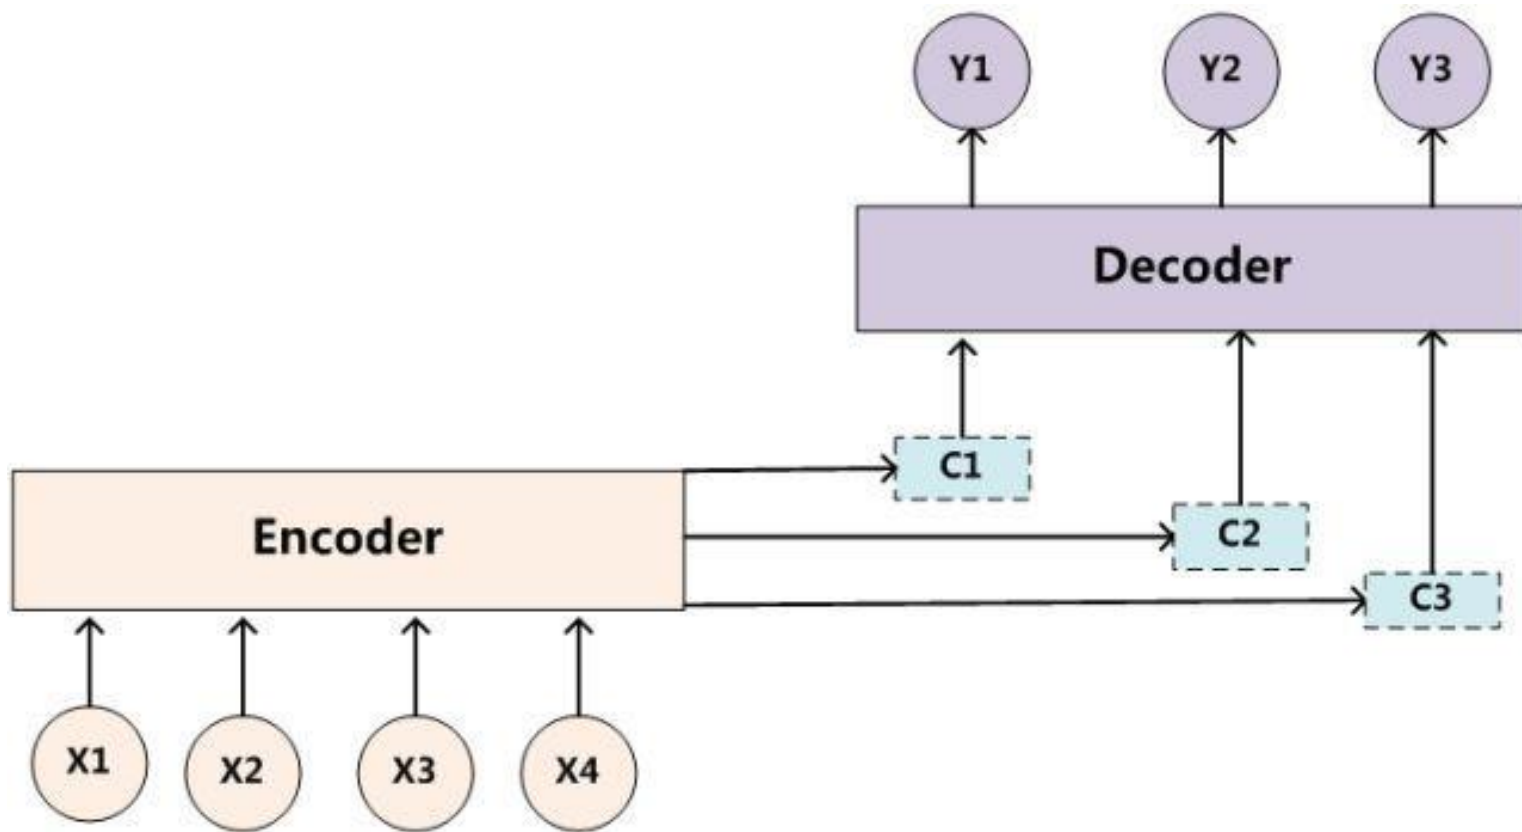 Y1 Y2 Y3
Decoder
C1
Encoder
C2
C3
X1 X2 X3 X4